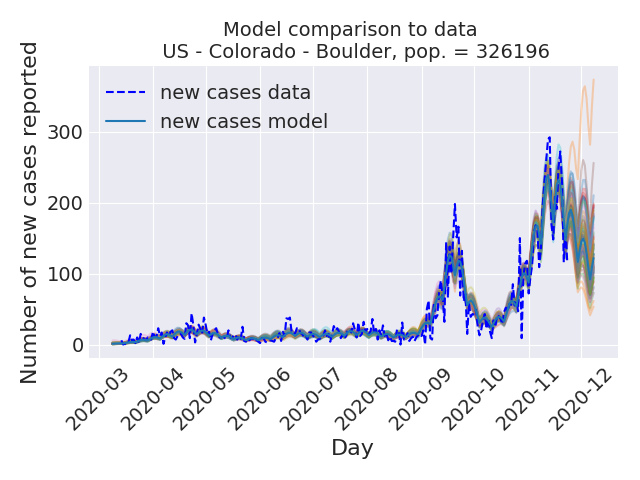 Model comparison to data
US - Colorado - Boulder, pop. = 326196
Number of new cases reported
new cases data
new cases model
300
200
100
0
2020-03
2020-04
2020-05
2020-06
2020-07
2020-08
2020-09
2020-10
2020-11
2020-12
Day